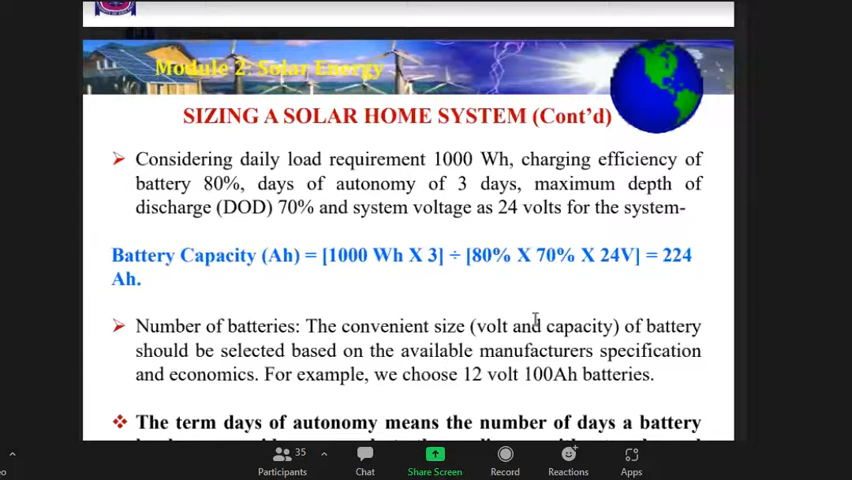 Module 2: Solar Energy
SIZING A SOLAR HOME SYSTEM (Cont'd)
➢ Considering daily load requirement 1000 Wh, charging efficiency of
battery 80%, days of autonomy of 3 days, maximum depth of
discharge (DOD) 70% and system voltage as 24 volts for the system-
Battery Capacity (Ah) = [1000 Wh X 3] ÷ [80% X 70% X 24V] = 224
Ah.
➢ Number of batteries: The convenient size (volt and capacity) of battery
should be selected based on the available manufacturers specification
and economics. For example, we choose 12 volt 100Ah batteries.
❖ The term days of autonomy means the number of days a battery
35
Participants Chat Share Screen Record Reactions Apps